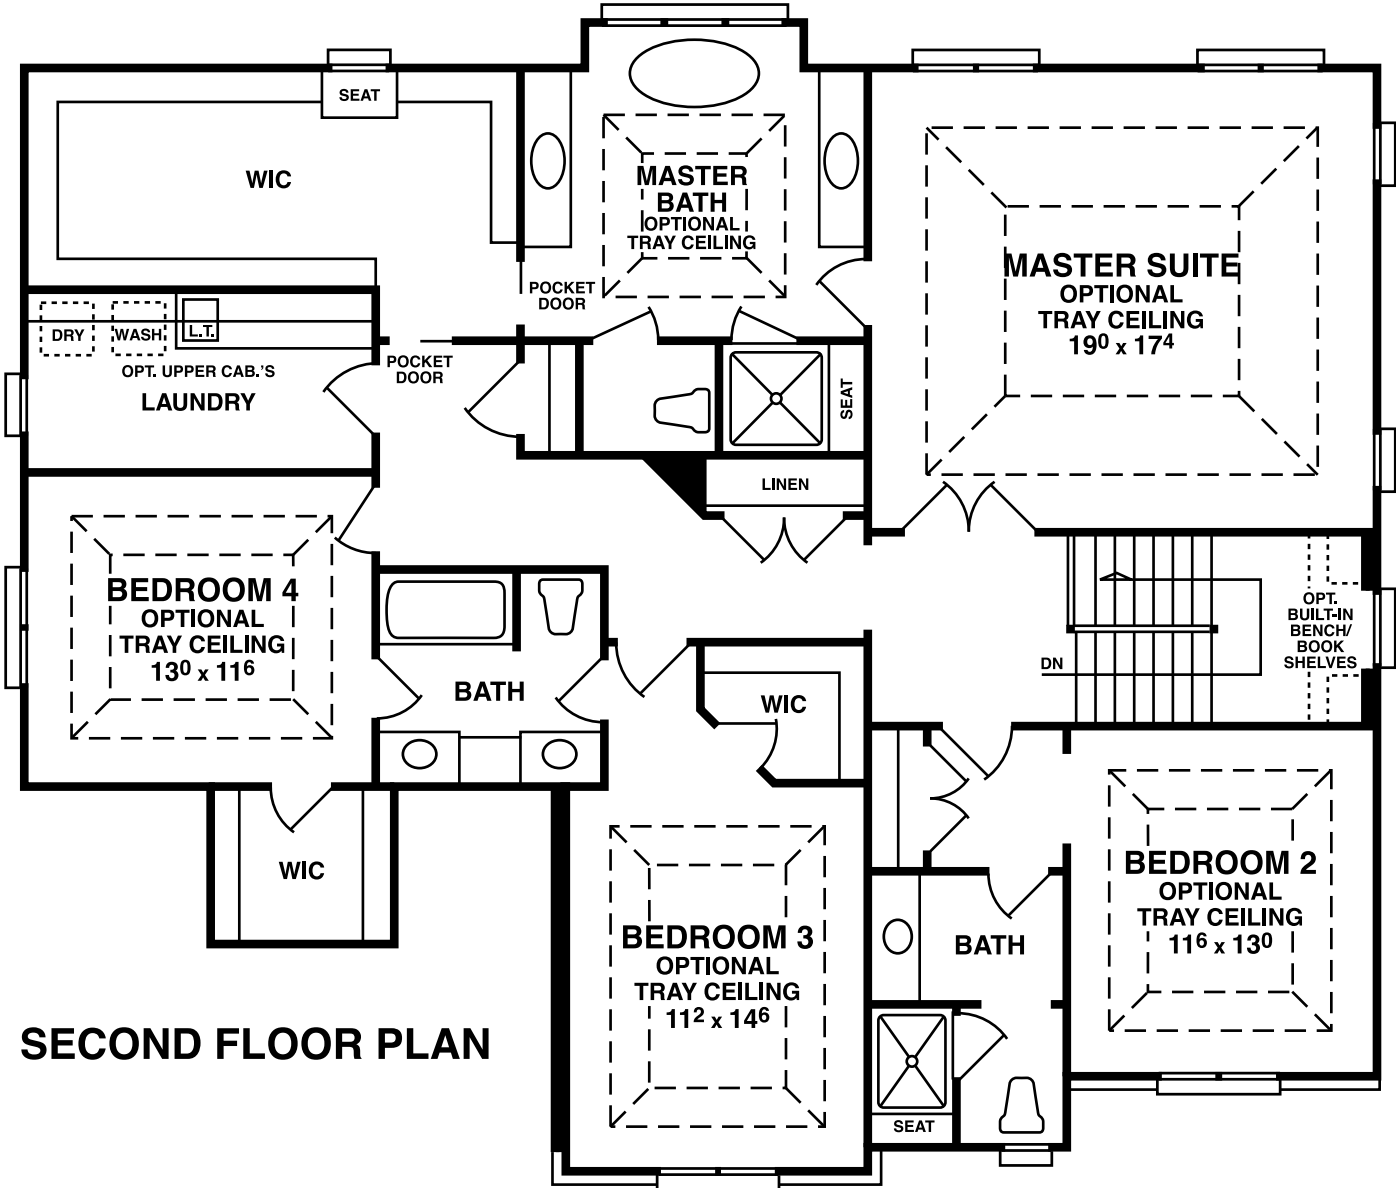 SEAT
WIC
MASTER
BATH
OPTIONAL
TRAY CEILING
MASTER SUITE
OPTIONAL
TRAY CEILING
19⁰ x 17⁴
POCKET
DOOR
DRY
WASH
L.T.
OPT. UPPER CAB.'S
LAUNDRY
POCKET
DOOR
SEAT
LINEN
BEDROOM 4
OPTIONAL
TRAY CEILING
13⁰ x 11⁶
BATH
WIC
DN
OPT.
BUILT-IN
BENCH/
BOOK
SHELVES
WIC
BEDROOM 3
OPTIONAL
TRAY CEILING
11² x 14⁶
BATH
BEDROOM 2
OPTIONAL
TRAY CEILING
11⁶ x 13⁰
SEAT
SECOND FLOOR PLAN